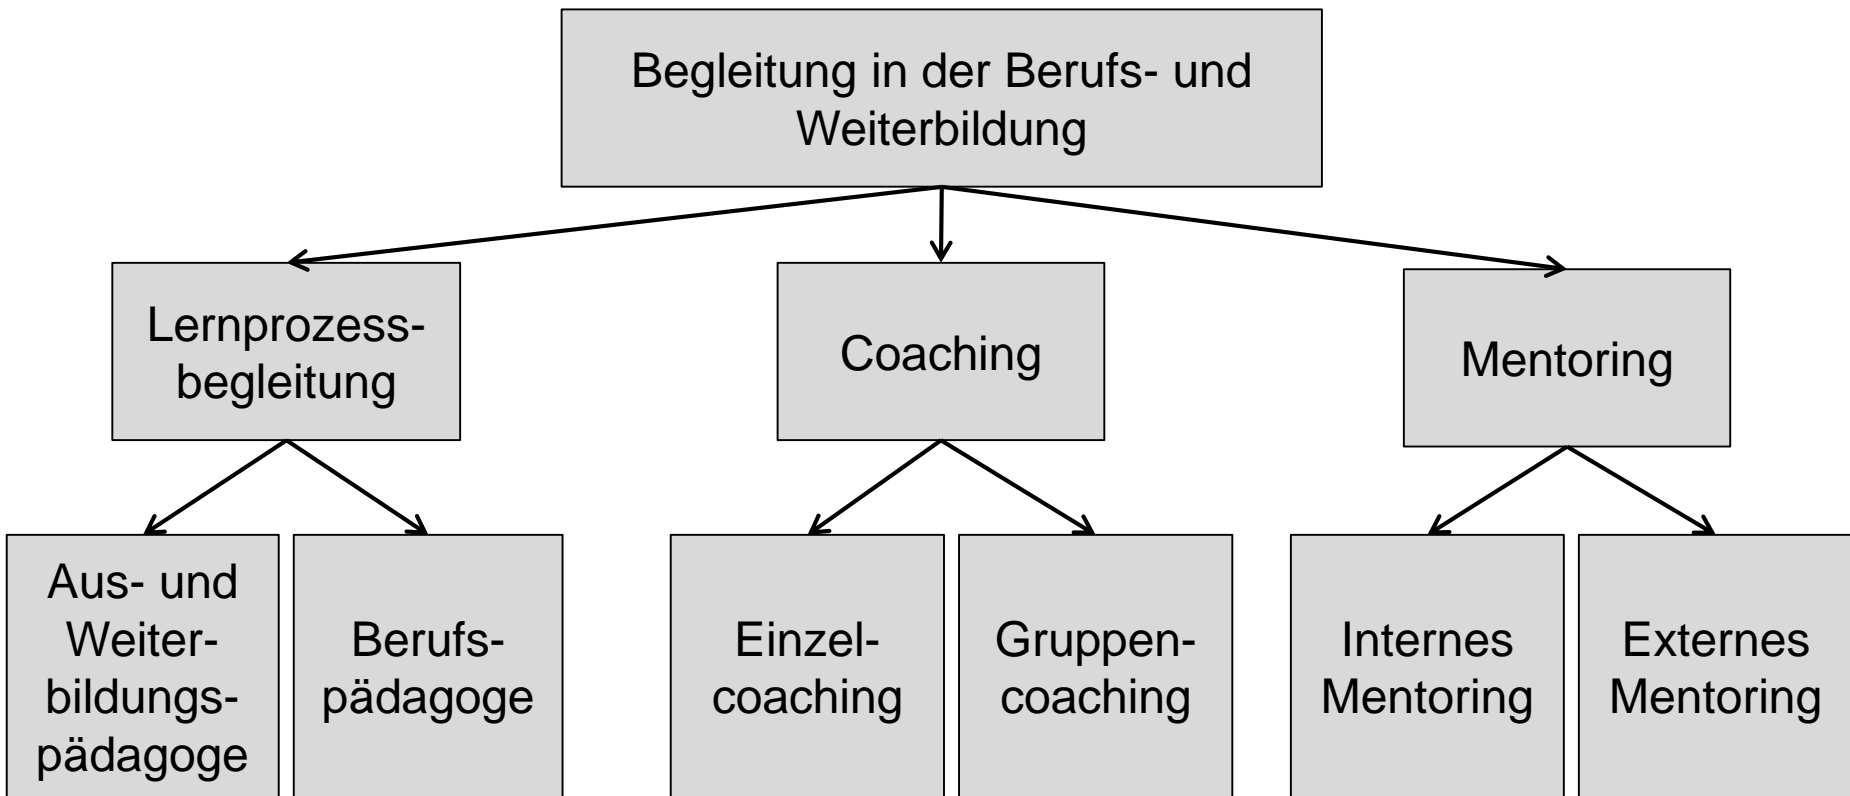 Begleitung in der Berufs- und
Weiterbildung
Lernprozess-
begleitung
Coaching
Mentoring
Aus- und
Weiter-
bildungs-
pädagoge
Berufs-
pädagoge
Einzel-
coaching
Gruppen-
coaching
Internes
Mentoring
Externes
Mentoring